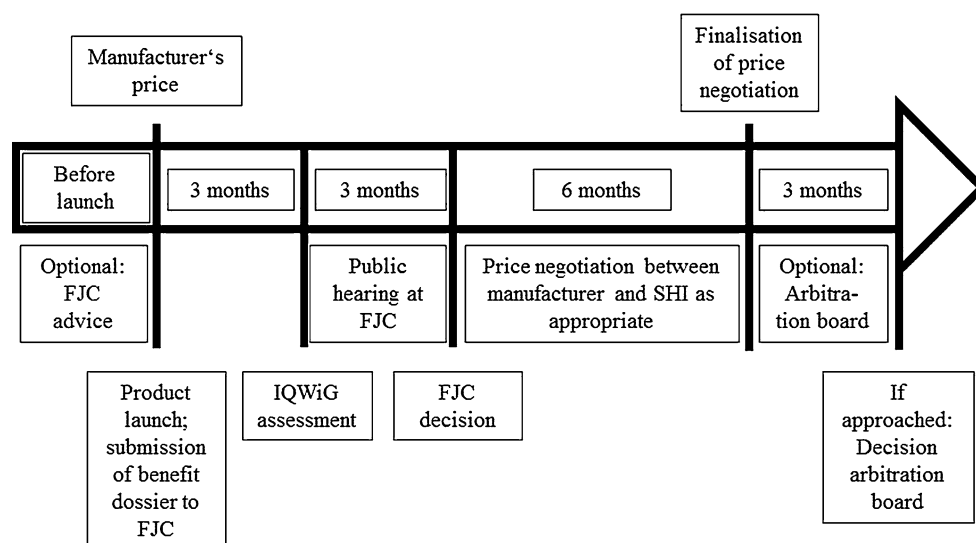 Manufacturer‘s
price
Finalisation
of price
negotiation
Before
launch
3 months
3 months
6 months
3 months
Optional:
FJC
advice
Public
hearing at
FJC
Price negotiation between
manufacturer and SHI as
appropriate
Optional:
Arbitra-
tion board
Product
launch;
submission
of benefit
dossier to
FJC
IQWiG
assessment
FJC
decision
If
approached:
Decision
arbitration
board